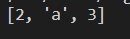 [2, 'a', 3]